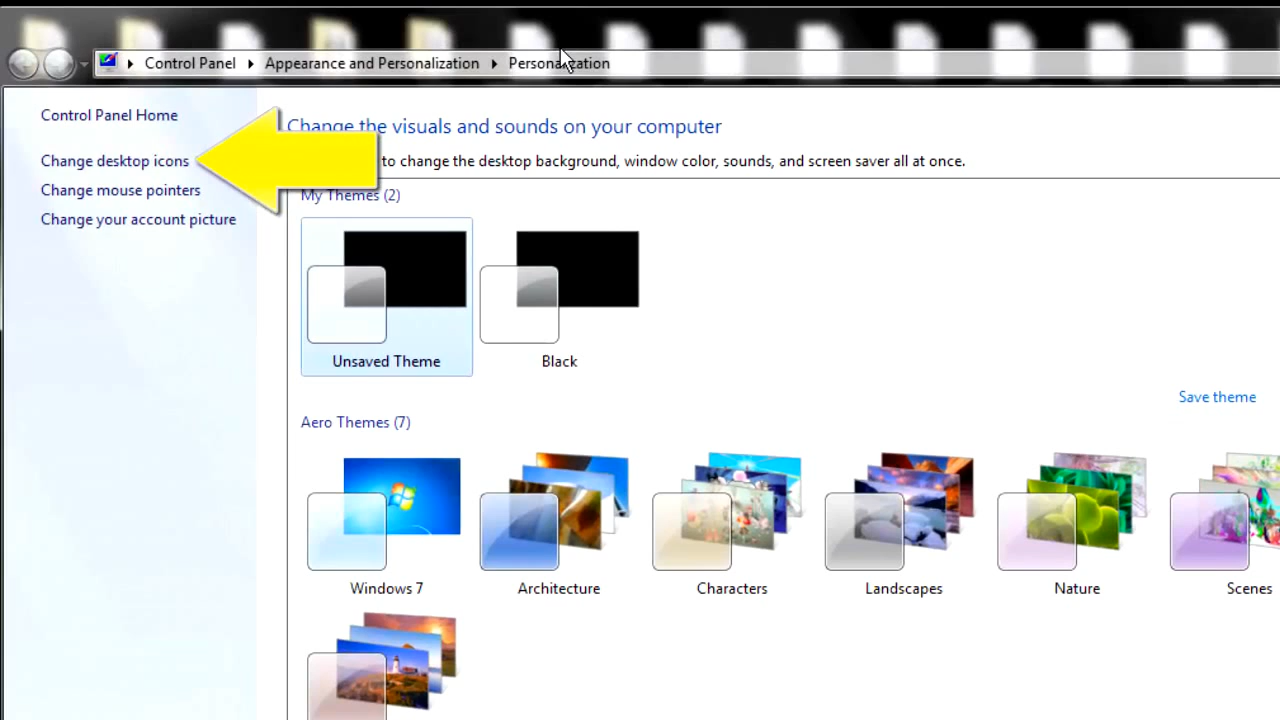 Control Panel Appearance and Personalization Personalization
Control Panel Home
Change desktop icons
Change mouse pointers
Change your account picture
Change the visuals and sounds on your computer
to change the desktop background, window color, sounds, and screen saver all at once.
My Themes (2)
Unsaved Theme Black
Save theme
Aero Themes (7)
Windows 7 Architecture Characters Landscapes Nature Scenes